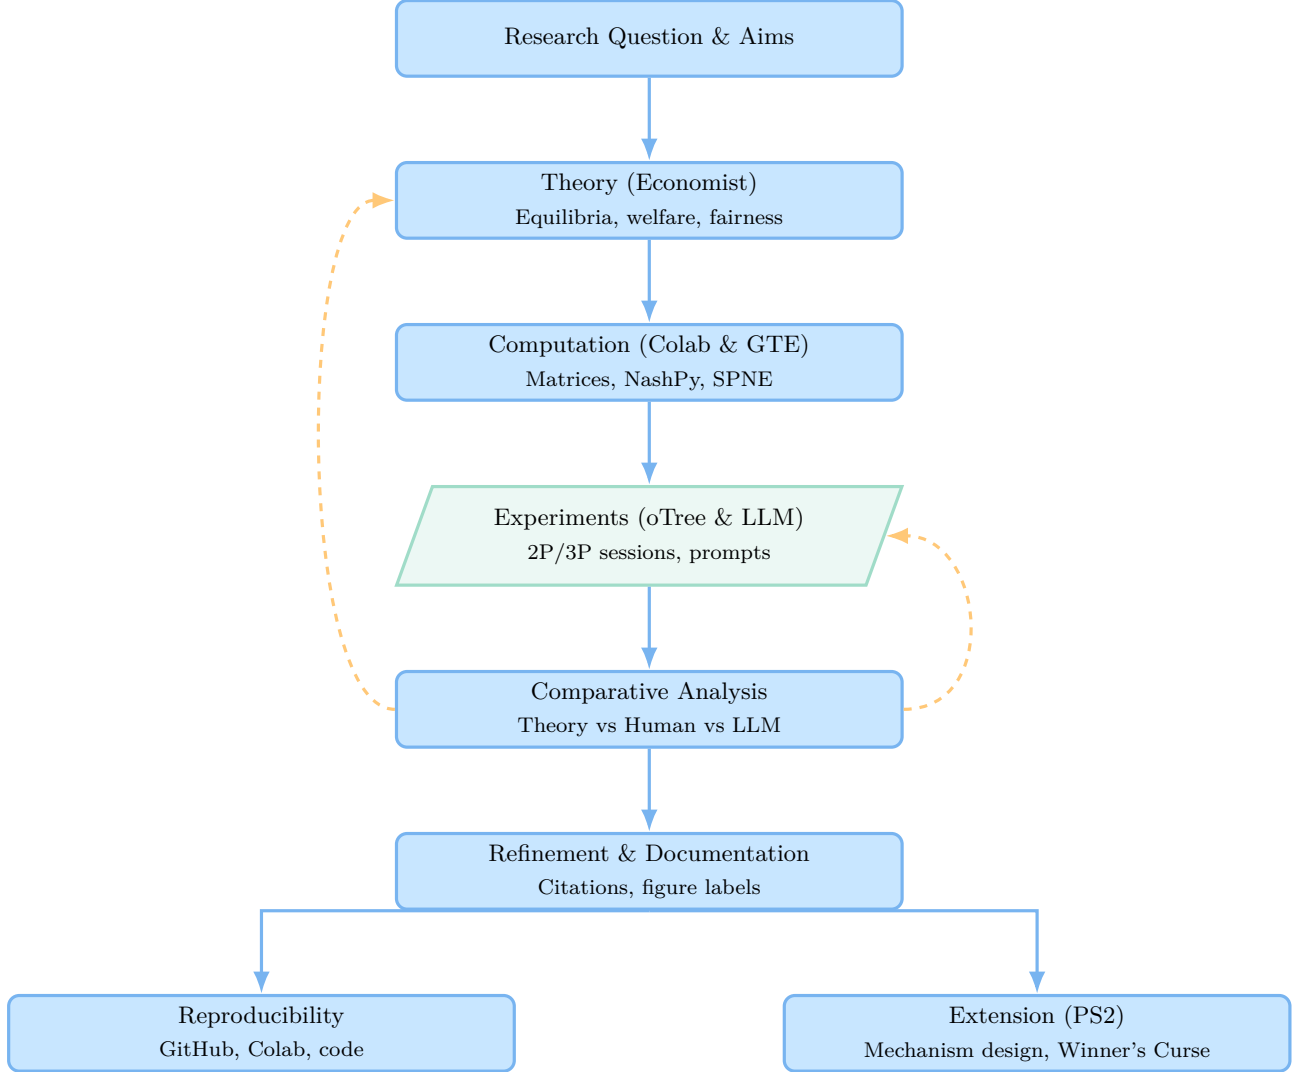 Research Question & Aims
Theory (Economist)
Equilibria, welfare, fairness
Computation (Colab & GTE)
Matrices, NashPy, SPNE
Experiments (oTree & LLM)
2P/3P sessions, prompts
Comparative Analysis
Theory vs Human vs LLM
Refinement & Documentation
Citations, figure labels
Reproducibility
GitHub, Colab, code
Extension (PS2)
Mechanism design, Winner's Curse